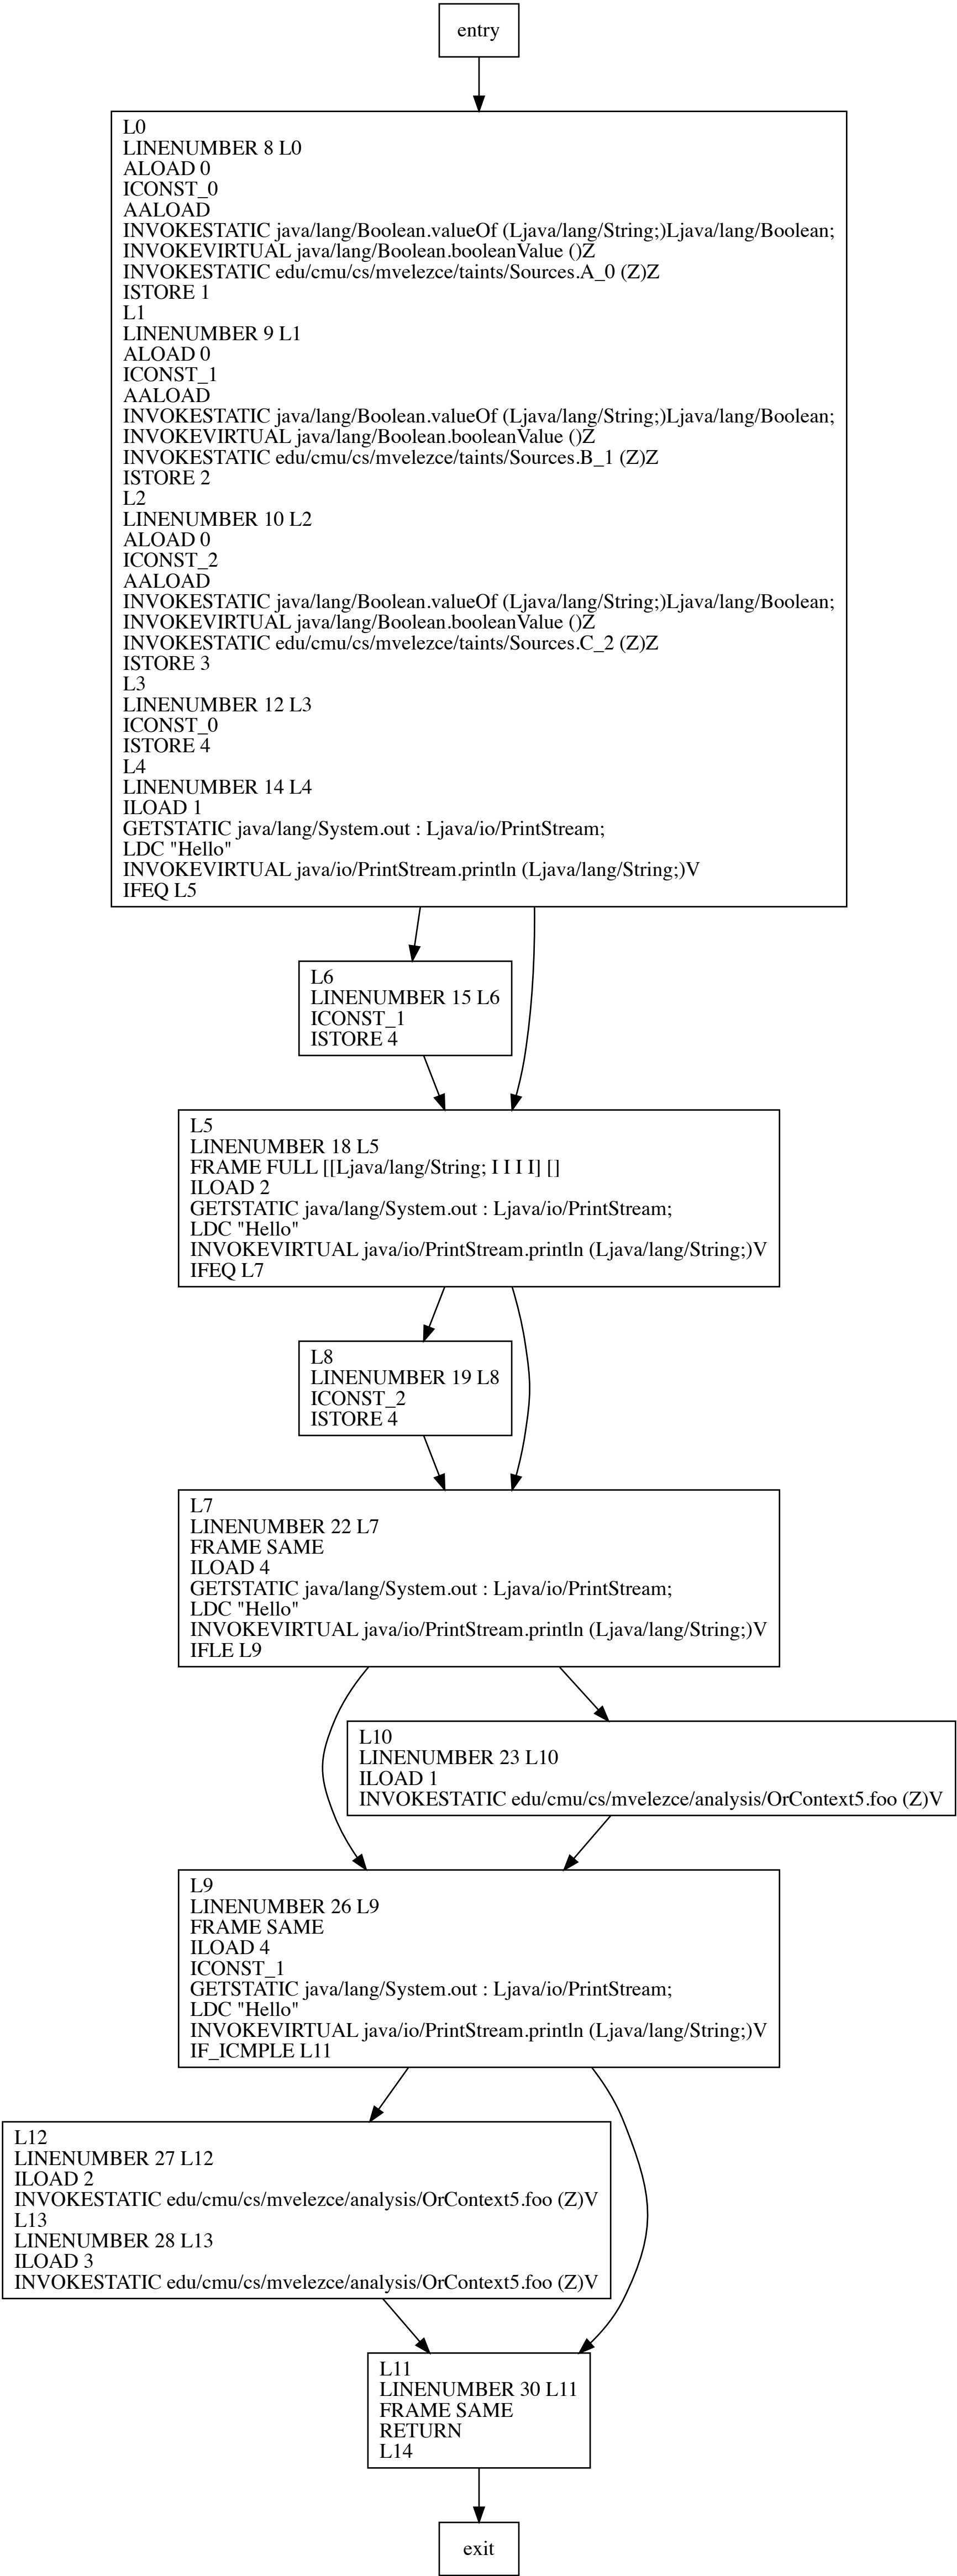 entry
L0
LINENUMBER 8 L0
ALOAD 0
ICONST_0
AALOAD
INVOKESTATIC java/lang/Boolean.valueOf (Ljava/lang/String;)Ljava/lang/Boolean;
INVOKEVIRTUAL java/lang/Boolean.booleanValue ()Z
INVOKESTATIC edu/cmu/cs/mvelezce/taints/Sources.A_0 (Z)Z
ISTORE 1
L1
LINENUMBER 9 L1
ALOAD 0
ICONST_1
AALOAD
INVOKESTATIC java/lang/Boolean.valueOf (Ljava/lang/String;)Ljava/lang/Boolean;
INVOKEVIRTUAL java/lang/Boolean.booleanValue ()Z
INVOKESTATIC edu/cmu/cs/mvelezce/taints/Sources.B_1 (Z)Z
ISTORE 2
L2
LINENUMBER 10 L2
ALOAD 0
ICONST_2
AALOAD
INVOKESTATIC java/lang/Boolean.valueOf (Ljava/lang/String;)Ljava/lang/Boolean;
INVOKEVIRTUAL java/lang/Boolean.booleanValue ()Z
INVOKESTATIC edu/cmu/cs/mvelezce/taints/Sources.C_2 (Z)Z
ISTORE 3
L3
LINENUMBER 12 L3
ICONST_0
ISTORE 4
L4
LINENUMBER 14 L4
ILOAD 1
GETSTATIC java/lang/System.out : Ljava/io/PrintStream;
LDC "Hello"
INVOKEVIRTUAL java/io/PrintStream.println (Ljava/lang/String;)V
IFEQ L5
L6
LINENUMBER 15 L6
ICONST_1
ISTORE 4
L5
LINENUMBER 18 L5
FRAME FULL [[Ljava/lang/String; I I I I] []
ILOAD 2
GETSTATIC java/lang/System.out : Ljava/io/PrintStream;
LDC "Hello"
INVOKEVIRTUAL java/io/PrintStream.println (Ljava/lang/String;)V
IFEQ L7
L8
LINENUMBER 19 L8
ICONST_2
ISTORE 4
L7
LINENUMBER 22 L7
FRAME SAME
ILOAD 4
GETSTATIC java/lang/System.out : Ljava/io/PrintStream;
LDC "Hello"
INVOKEVIRTUAL java/io/PrintStream.println (Ljava/lang/String;)V
IFLE L9
L10
LINENUMBER 23 L10
ILOAD 1
INVOKESTATIC edu/cmu/cs/mvelezce/analysis/OrContext5.foo (Z)V
L9
LINENUMBER 26 L9
FRAME SAME
ILOAD 4
ICONST_1
GETSTATIC java/lang/System.out : Ljava/io/PrintStream;
LDC "Hello"
INVOKEVIRTUAL java/io/PrintStream.println (Ljava/lang/String;)V
IF_ICMPLE L11
L12
LINENUMBER 27 L12
ILOAD 2
INVOKESTATIC edu/cmu/cs/mvelezce/analysis/OrContext5.foo (Z)V
L13
LINENUMBER 28 L13
ILOAD 3
INVOKESTATIC edu/cmu/cs/mvelezce/analysis/OrContext5.foo (Z)V
L11
LINENUMBER 30 L11
FRAME SAME
RETURN
L14
exit